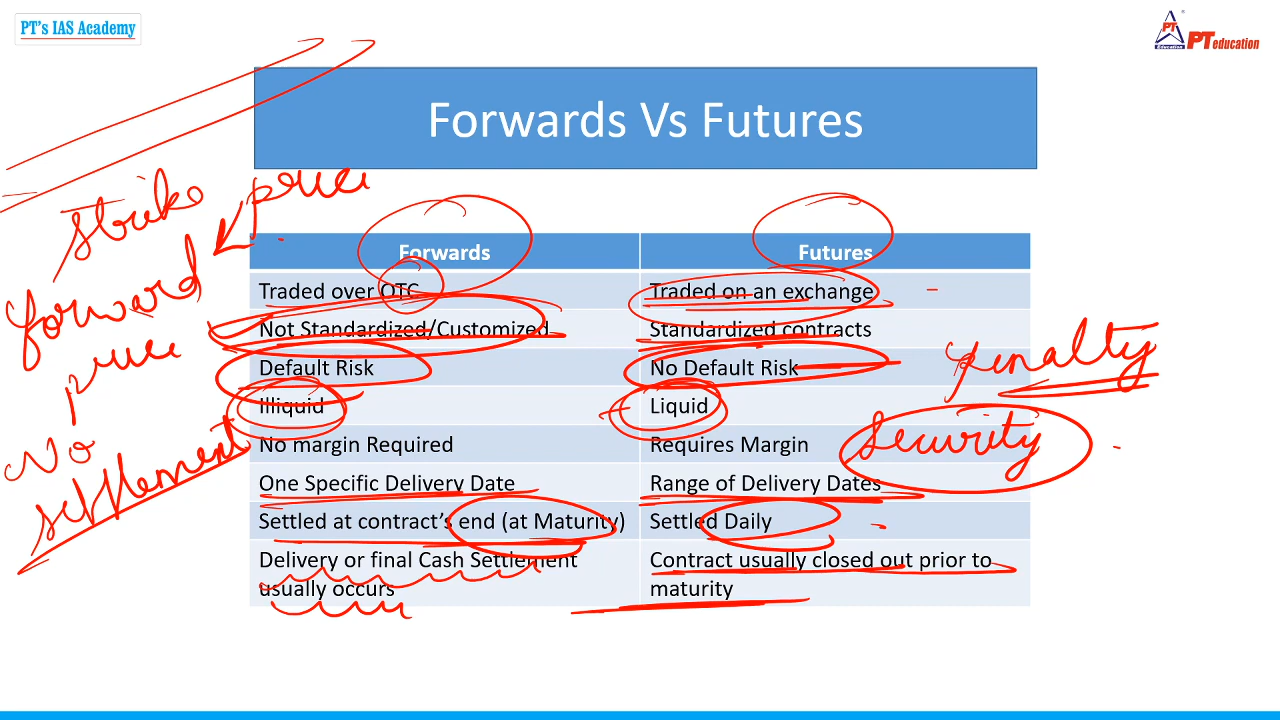 PT's IAS Academy
PT
Education
PT education
Forwards Vs Futures
strike price
forward
price
No
settlement
Forwards Futures
Traded over OTC Traded on an exchange
Not Standardized/Customized Standardized contracts
Default Risk No Default Risk
Illiquid Liquid
No margin Required Requires Margin
One Specific Delivery Date Range of Delivery Dates
Settled at contract's end (at Maturity) Settled Daily
Delivery or final Cash Settlement Contract usually closed out prior to
usually occurs maturity
penalty
security